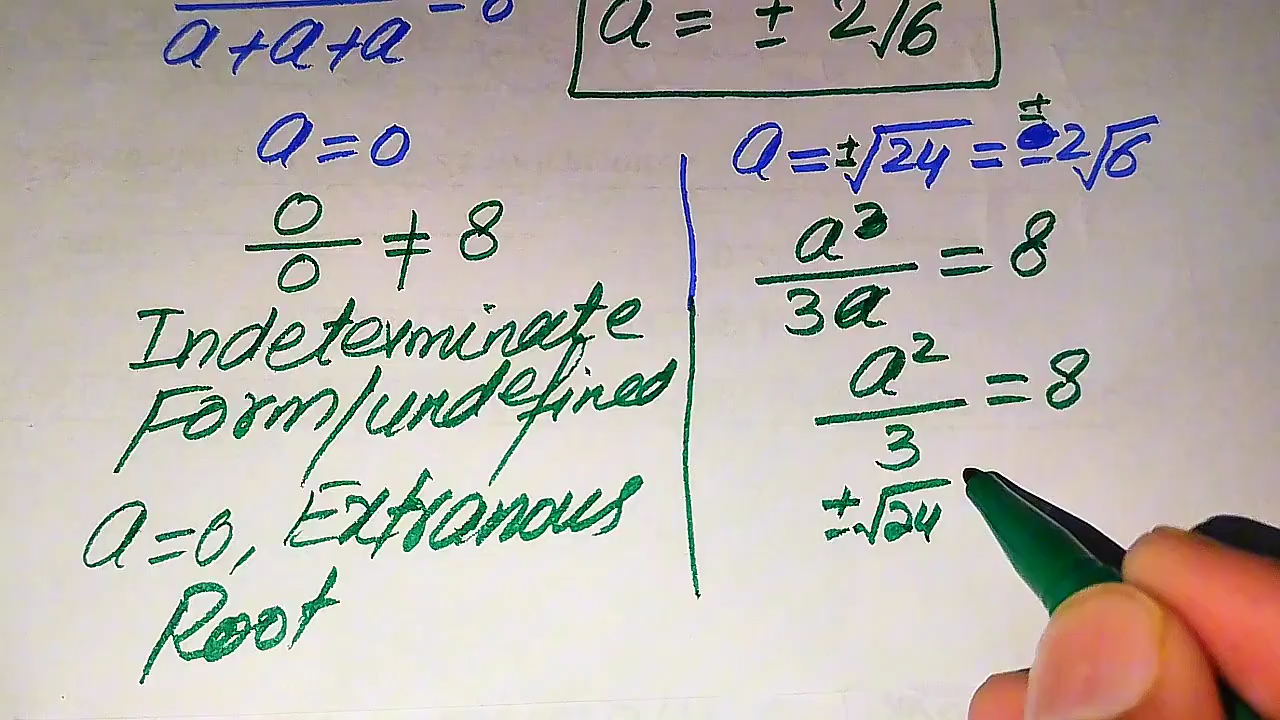 a+a+a = 8
a = ± 2√6
a=0
0/0 ≠ 8
Indeterminate
Form/undefined
a=0, Extranous
Root
a = ±√24 = ±2√6
a³/3a = 8
a²/3 = 8
±√24